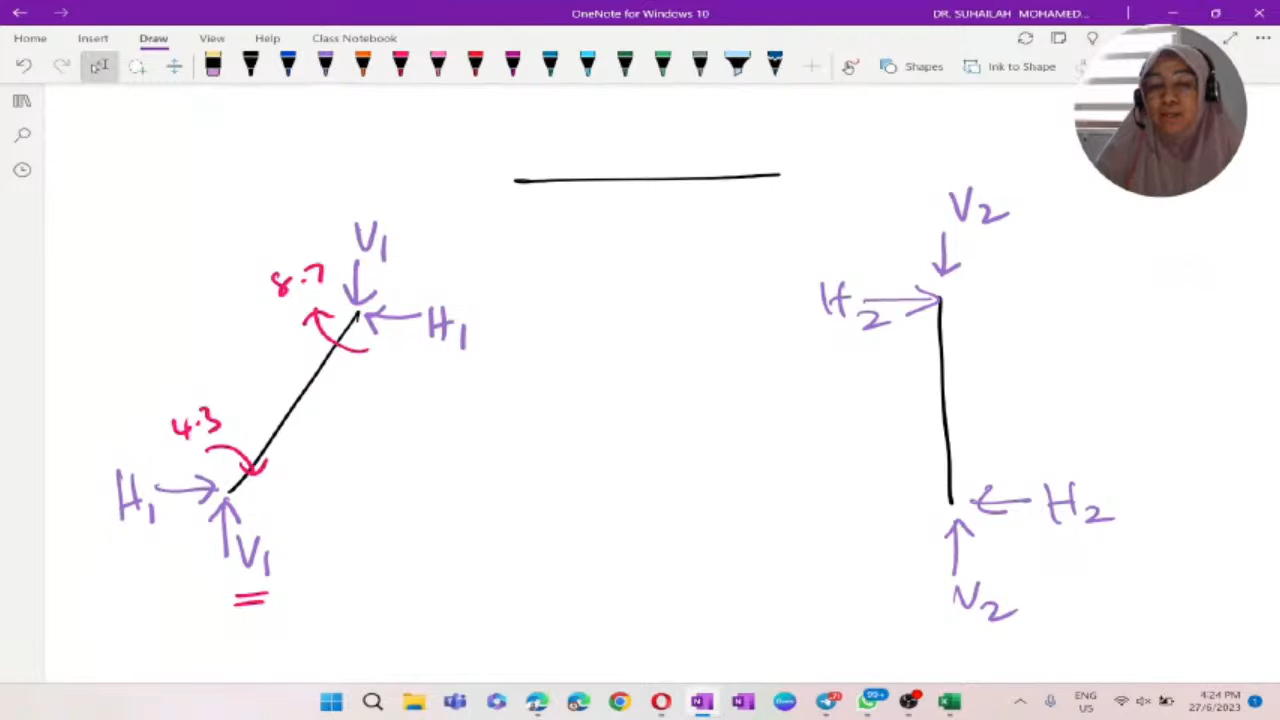 OneNote for Windows 10
DR. SUHAILAH MOHAMED...
Home Insert Draw View Help Class Notebook
Shapes Ink to Shape
V2
V1
8.7
H2
H1
4.3
H1
H2
V1
V2
99+
ENG
US
4:24 PM
27/6/2023